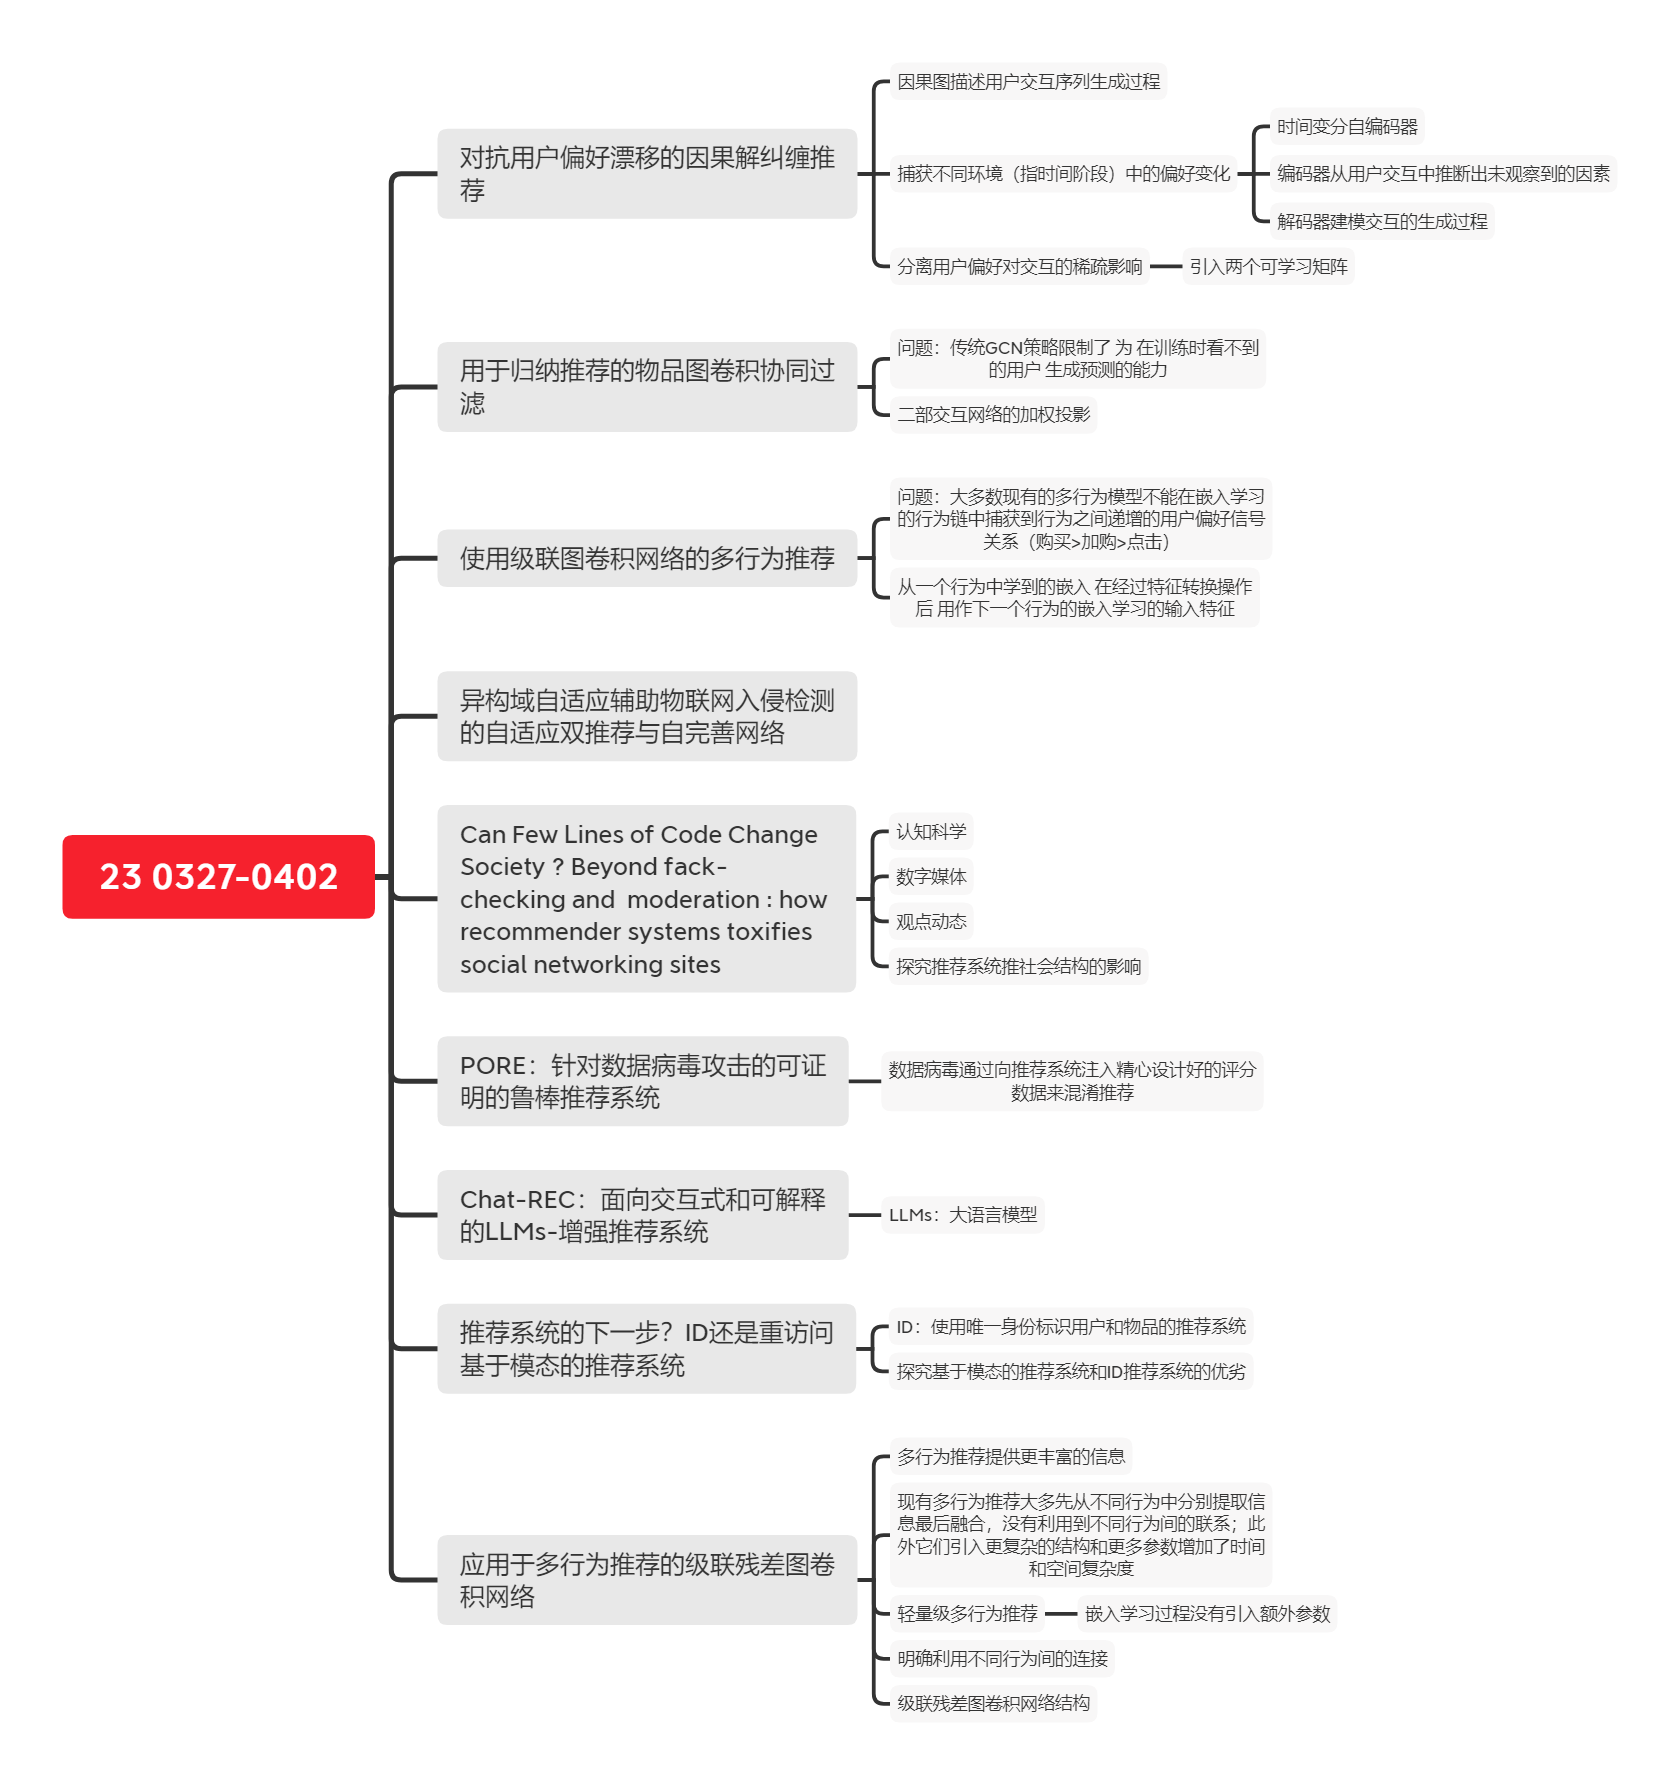 23 0327-0402
对抗用户偏好漂移的因果解纠缠推
荐
因果图描述用户交互序列生成过程
捕获不同环境（指时间阶段）中的偏好变化
时间变分自编码器
编码器从用户交互中推断出未观察到的因素
解码器建模交互的生成过程
分离用户偏好对交互的稀疏影响
引入两个可学习矩阵
用于归纳推荐的物品图卷积协同过
滤
问题：传统GCN策略限制了 为 在训练时看不到
的用户 生成预测的能力
二部交互网络的加权投影
使用级联图卷积网络的多行为推荐
问题：大多数现有的多行为模型不能在嵌入学习
的行为链中捕获到行为之间递增的用户偏好信号
关系（购买>加购>点击）
从一个行为中学到的嵌入 在经过特征转换操作
后 用作下一个行为的嵌入学习的输入特征
异构域自适应辅助物联网入侵检测
的自适应双推荐与自完善网络
Can Few Lines of Code Change
Society ? Beyond fack-
checking and  moderation : how
recommender systems toxifies
social networking sites
认知科学
数字媒体
观点动态
探究推荐系统推社会结构的影响
PORE：针对数据病毒攻击的可证
明的鲁棒推荐系统
数据病毒通过向推荐系统注入精心设计好的评分
数据来混淆推荐
Chat-REC：面向交互式和可解释
的LLMs-增强推荐系统
LLMs：大语言模型
推荐系统的下一步？ID还是重访问
基于模态的推荐系统
ID：使用唯一身份标识用户和物品的推荐系统
探究基于模态的推荐系统和ID推荐系统的优劣
应用于多行为推荐的级联残差图卷
积网络
多行为推荐提供更丰富的信息
现有多行为推荐大多先从不同行为中分别提取信
息最后融合，没有利用到不同行为间的联系；此
外它们引入更复杂的结构和更多参数增加了时间
和空间复杂度
轻量级多行为推荐
嵌入学习过程没有引入额外参数
明确利用不同行为间的连接
级联残差图卷积网络结构